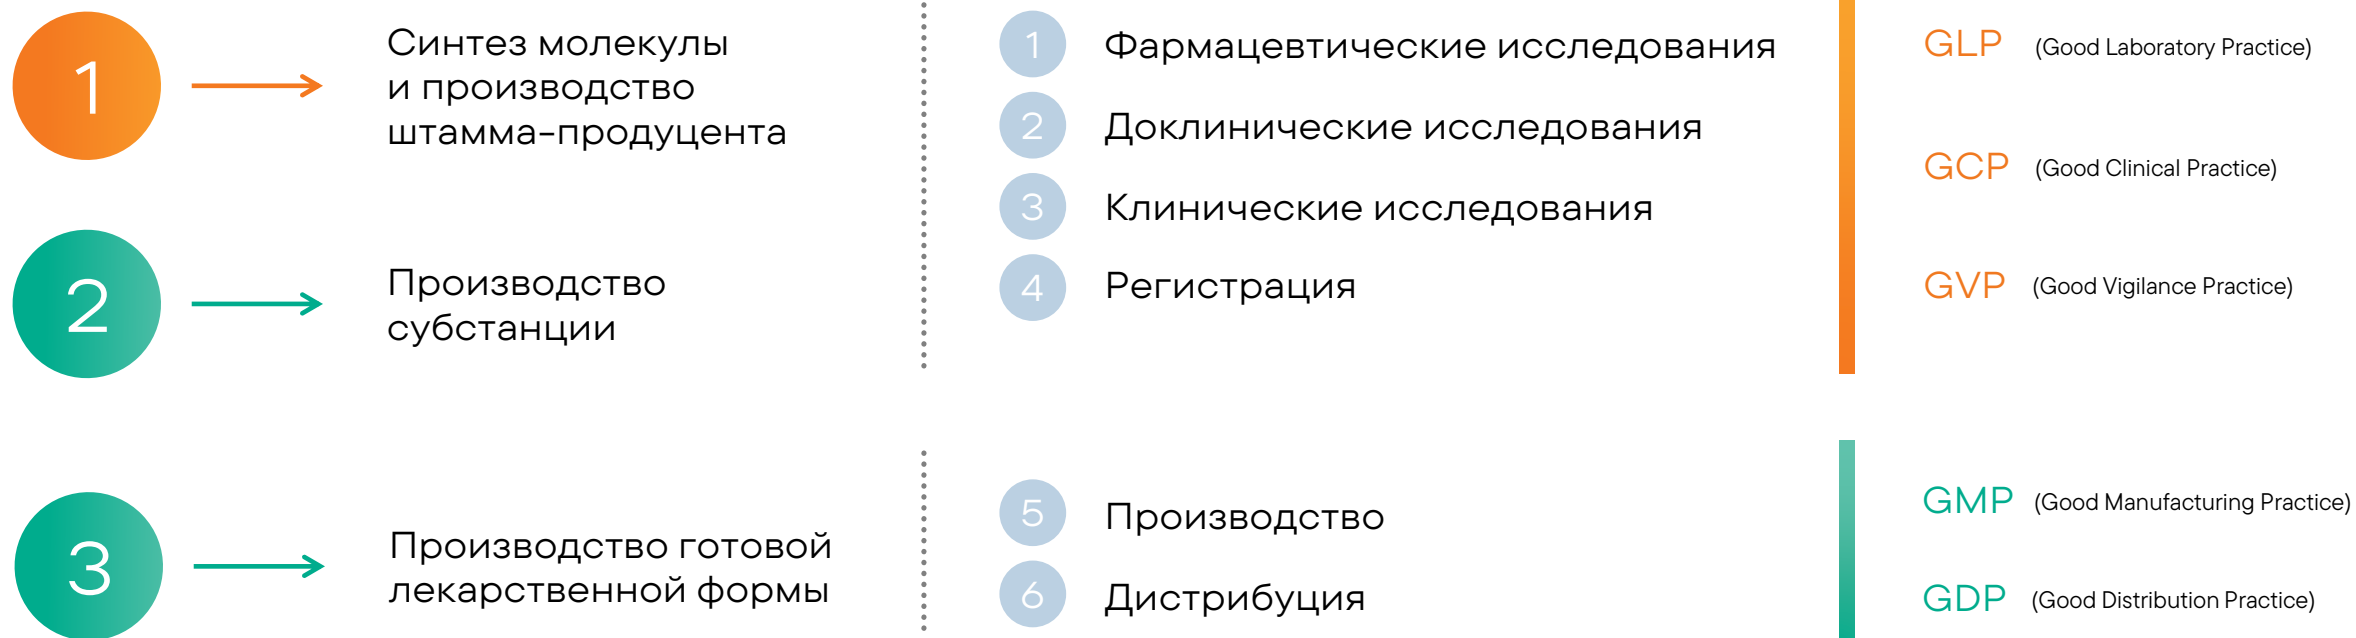 1
Синтез молекулы
и производство
штамма-продуцента
2
Производство
субстанции
3
Производство готовой
лекарственной формы
1 Фармацевтические исследования
2 Доклинические исследования
3 Клинические исследования
4 Регистрация
5 Производство
6 Дистрибуция
GLP (Good Laboratory Practice)
GCP (Good Clinical Practice)
GVP (Good Vigilance Practice)
GMP (Good Manufacturing Practice)
GDP (Good Distribution Practice)